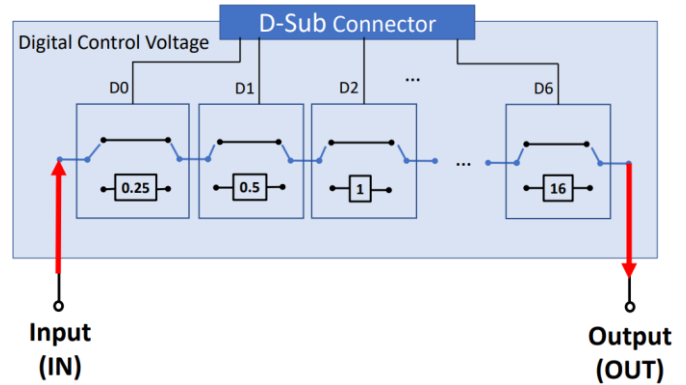 D-Sub Connector
Digital Control Voltage
D0
D1
D2
...
D6
0.25
0.5
1
...
16
Input
(IN)
Output
(OUT)